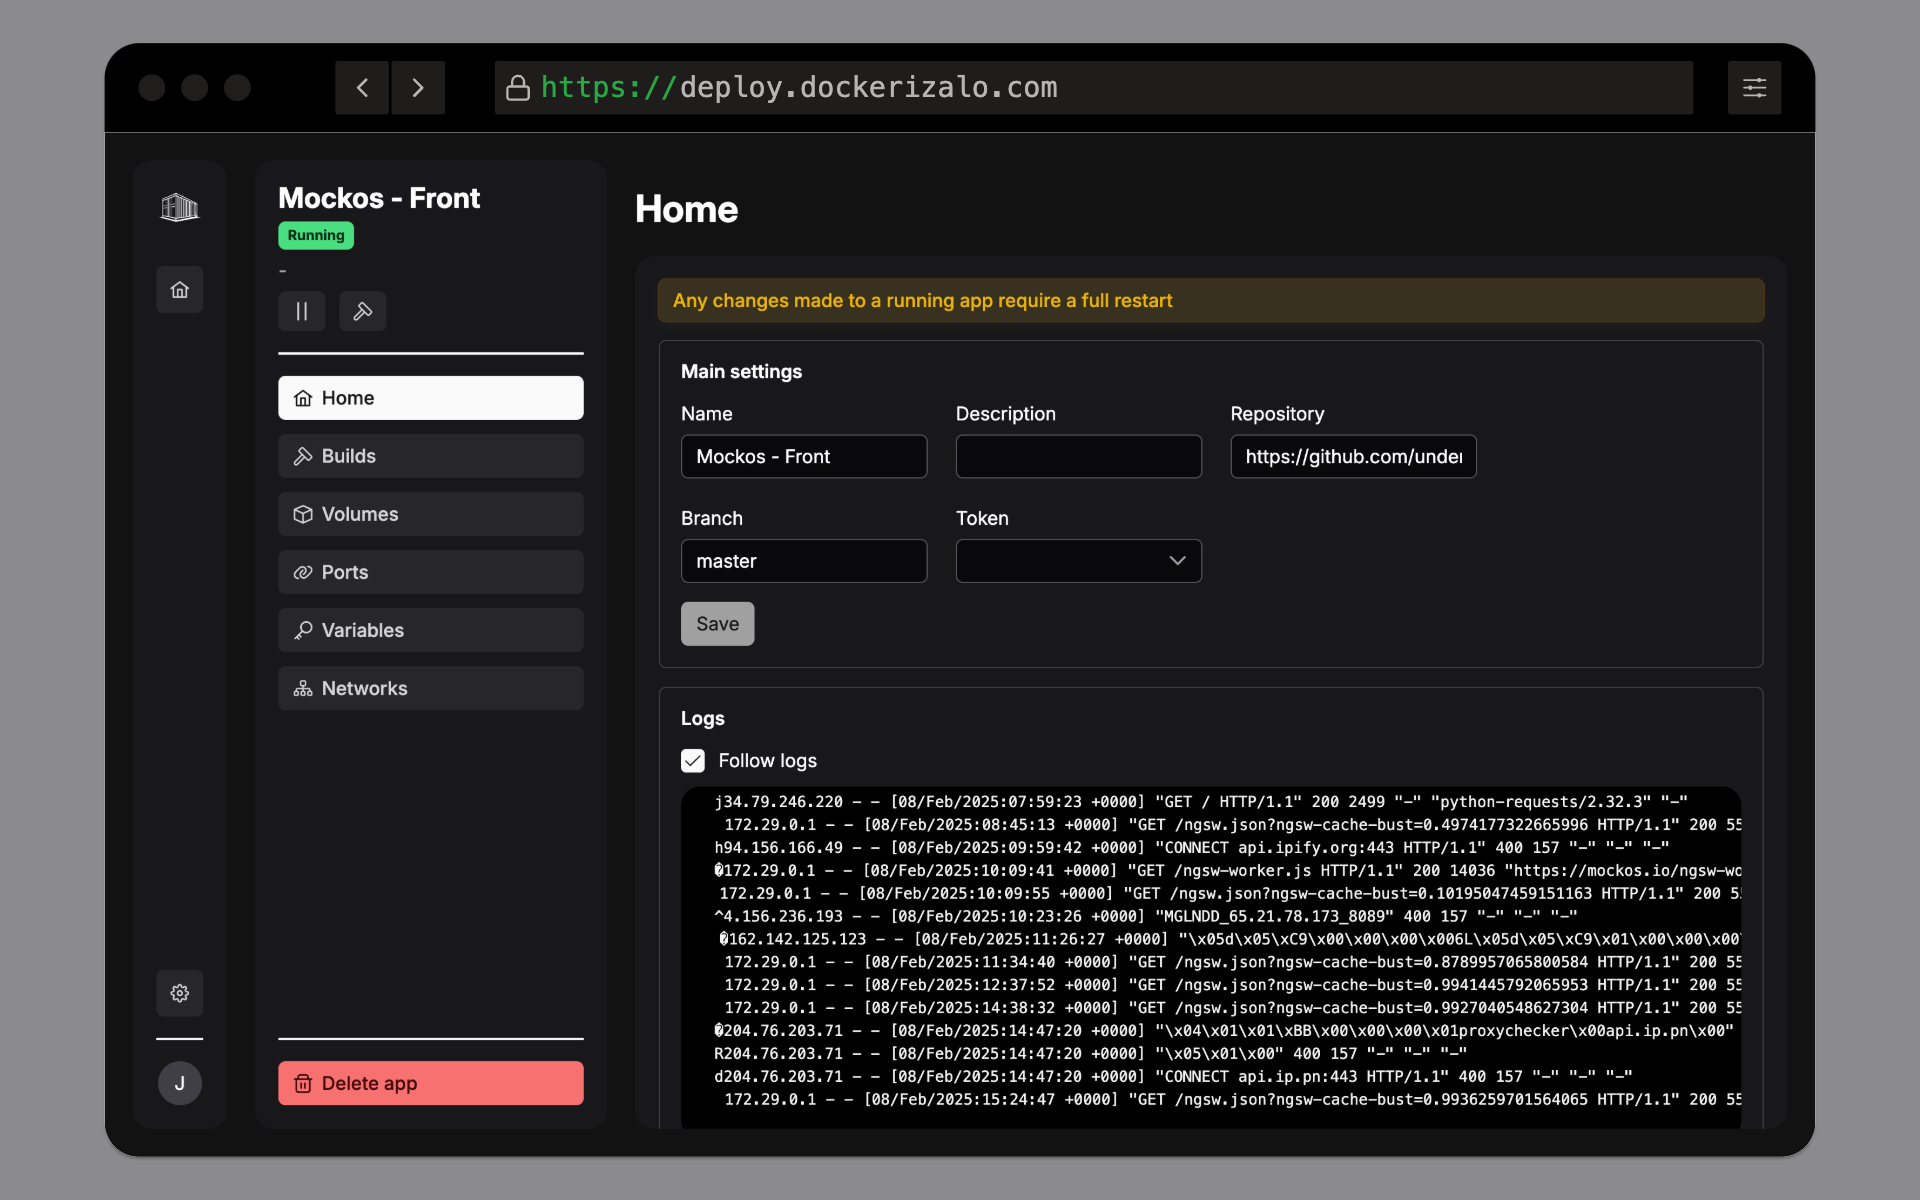 https://deploy.dockerizalo.com
Mockos - Front
Running
-
Home
Builds
Volumes
Ports
Variables
Networks
Delete app
J
Home
Any changes made to a running app require a full restart
Main settings
Name
Description
Repository
Mockos - Front
https://github.com/under
Branch
Token
master
Save
Logs
Follow logs
j34.79.246.220 - - [08/Feb/2025:07:59:23 +0000] "GET / HTTP/1.1" 200 2499 "-" "python-requests/2.32.3" "-"
172.29.0.1 - - [08/Feb/2025:08:45:13 +0000] "GET /ngsw.json?ngsw-cache-bust=0.4974177322665996 HTTP/1.1" 200 55
h94.156.166.49 - - [08/Feb/2025:09:59:42 +0000] "CONNECT api.ipify.org:443 HTTP/1.1" 400 157 "-" "-" "-"
�172.29.0.1 - - [08/Feb/2025:10:09:41 +0000] "GET /ngsw-worker.js HTTP/1.1" 200 14036 "https://mockos.io/ngsw-wo
172.29.0.1 - - [08/Feb/2025:10:09:55 +0000] "GET /ngsw.json?ngsw-cache-bust=0.10195047459151163 HTTP/1.1" 200 5
^4.156.236.193 - - [08/Feb/2025:10:23:26 +0000] "MGLNDD_65.21.78.173_8089" 400 157 "-" "-" "-"
�162.142.125.123 - - [08/Feb/2025:11:26:27 +0000] "\x05d\x05\xC9\x00\x00\x00\x006L\x05d\x05\xC9\x01\x00\x00\x00
172.29.0.1 - - [08/Feb/2025:11:34:40 +0000] "GET /ngsw.json?ngsw-cache-bust=0.8789957065800584 HTTP/1.1" 200 55
172.29.0.1 - - [08/Feb/2025:12:37:52 +0000] "GET /ngsw.json?ngsw-cache-bust=0.9941445792065953 HTTP/1.1" 200 55
172.29.0.1 - - [08/Feb/2025:14:38:32 +0000] "GET /ngsw.json?ngsw-cache-bust=0.9927040548627304 HTTP/1.1" 200 55
�204.76.203.71 - - [08/Feb/2025:14:47:20 +0000] "\x04\x01\x01\xBB\x00\x00\x00\x01proxychecker\x00api.ip.pn\x00"
R204.76.203.71 - - [08/Feb/2025:14:47:20 +0000] "\x05\x01\x00" 400 157 "-" "-" "-"
d204.76.203.71 - - [08/Feb/2025:14:47:20 +0000] "CONNECT api.ip.pn:443 HTTP/1.1" 400 157 "-" "-" "-"
172.29.0.1 - - [08/Feb/2025:15:24:47 +0000] "GET /ngsw.json?ngsw-cache-bust=0.9936259701564065 HTTP/1.1" 200 55